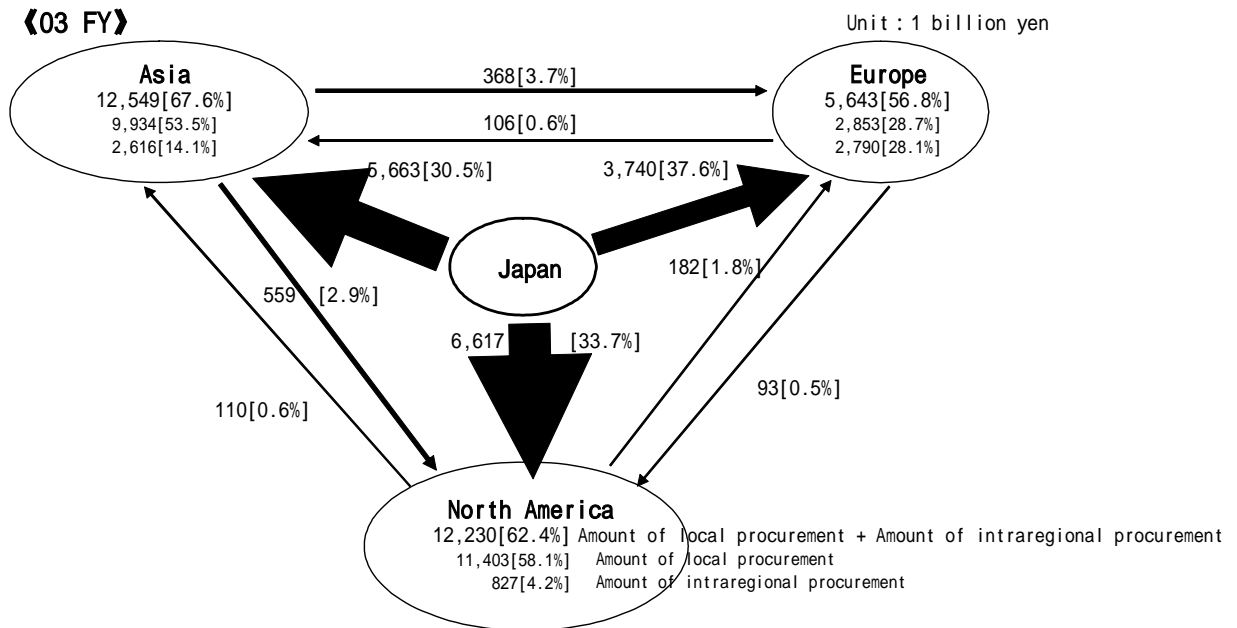 《03 FY》
Unit：1 billion yen
Asia
12,549[67.6%]
9,934[53.5%]
2,616[14.1%]
368[3.7%]
106[0.6%]
Europe
5,643[56.8%]
2,853[28.7%]
2,790[28.1%]
5,663[30.5%]
3,740[37.6%]
Japan
182[1.8%]
559 [2.9%]
6,617 [33.7%]
93[0.5%]
110[0.6%]
North America
12,230[62.4%] Amount of local procurement + Amount of intraregional procurement
11,403[58.1%] Amount of local procurement
827[4.2%] Amount of intraregional procurement